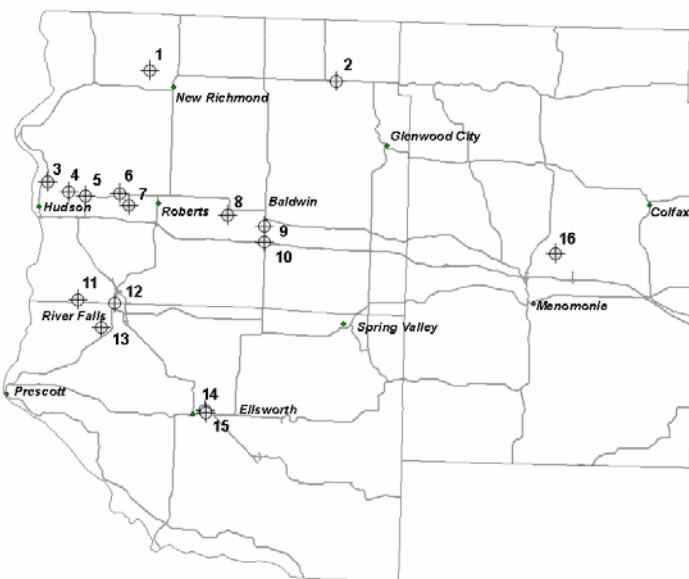 1
2
New Richmond
Glenwood City
3
4
5
6
7
Hudson
Roberts
8
Baldwin
9
10
Colfax
16
11
12
River Falls
13
Menomonie
Spring Valley
Prescott
14
Ellsworth
15